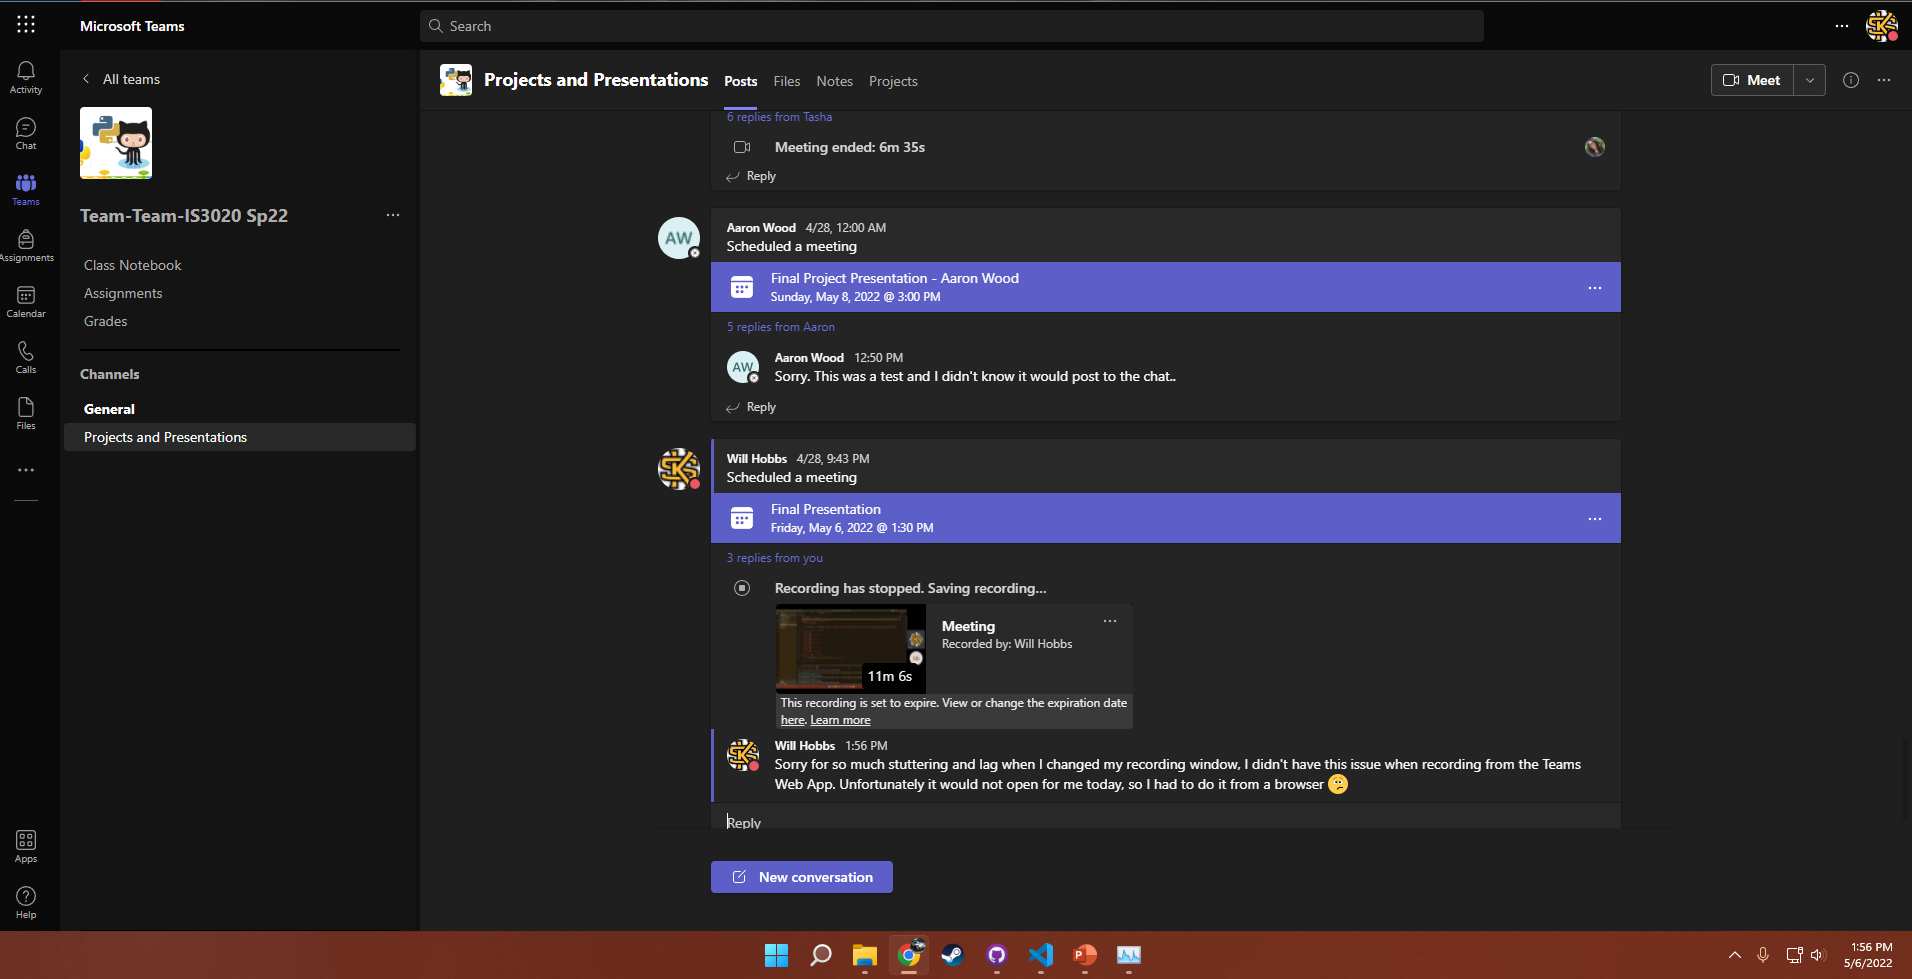 Microsoft Teams
Search
Activity
Chat
Teams
Assignments
Calendar
Calls
Files
Apps
Help
All teams
Team-Team-IS3020 Sp22
Class Notebook
Assignments
Grades
Channels
General
Projects and Presentations
Projects and Presentations Posts Files Notes Projects
Meet
6 replies from Tasha
Meeting ended: 6m 35s
Reply
AW
Aaron Wood 4/28, 12:00 AM
Scheduled a meeting
Final Project Presentation - Aaron Wood
Sunday, May 8, 2022 @ 3:00 PM
5 replies from Aaron
AW
Aaron Wood 12:50 PM
Sorry. This was a test and I didn't know it would post to the chat..
Reply
SKS
Will Hobbs 4/28, 9:43 PM
Scheduled a meeting
Final Presentation
Friday, May 6, 2022 @ 1:30 PM
3 replies from you
Recording has stopped. Saving recording...
11m 6s
Meeting
Recorded by: Will Hobbs
This recording is set to expire. View or change the expiration date
here. Learn more
Will Hobbs 1:56 PM
Sorry for so much stuttering and lag when I changed my recording window, I didn't have this issue when recording from the Teams
Web App. Unfortunately it would not open for me today, so I had to do it from a browser
Reply
New conversation
1:56 PM
5/6/2022